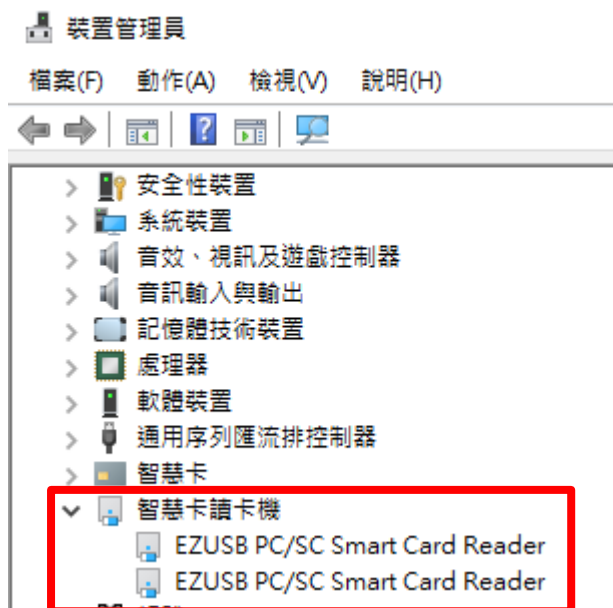 裝置管理員
檔案(F) 動作(A) 檢視(V) 說明(H)
安全性裝置
系統裝置
音效、視訊及遊戲控制器
音訊輸入與輸出
記憶體技術裝置
處理器
軟體裝置
通用序列匯流排控制器
智慧卡
智慧卡讀卡機
EZUSB PC/SC Smart Card Reader
EZUSB PC/SC Smart Card Reader